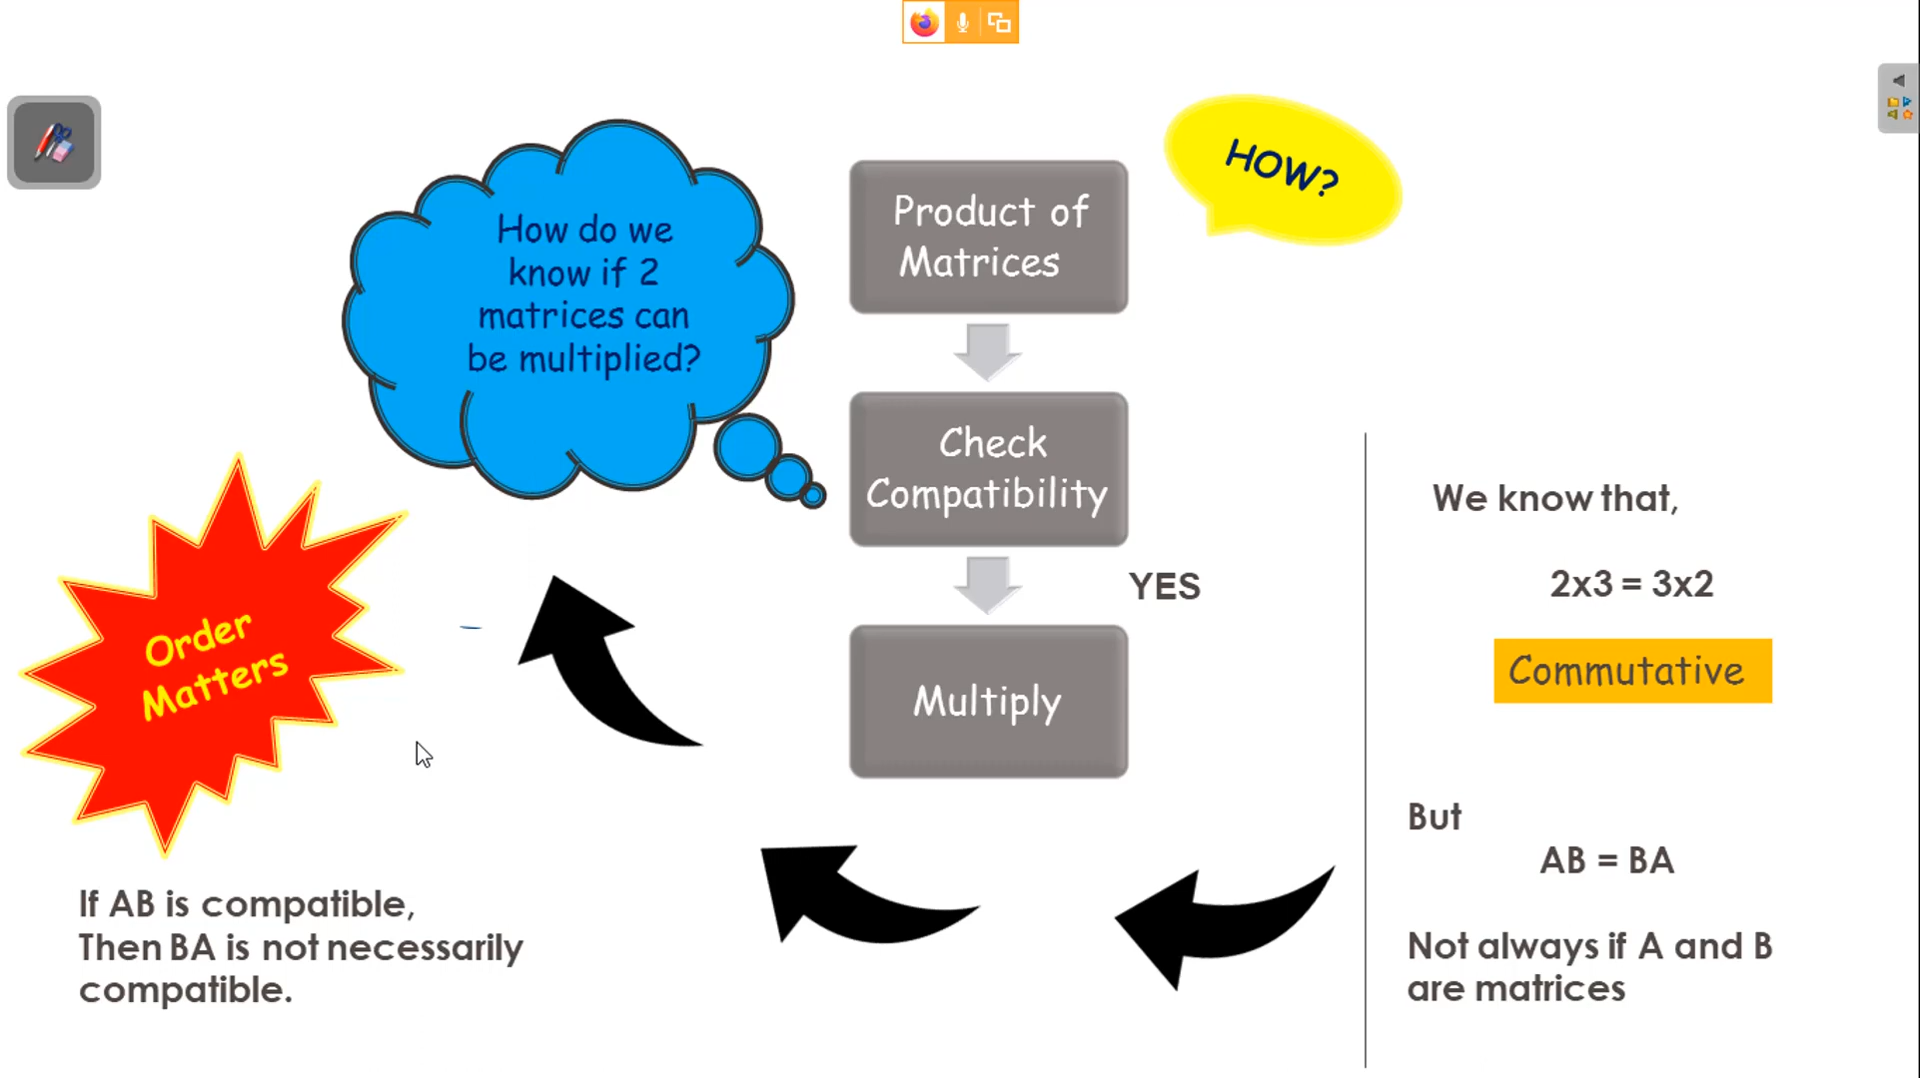 HOW?
How do we
know if 2
matrices can
be multiplied?
Product of
Matrices
Check
Compatibility
YES
Multiply
Order
Matters
If AB is compatible,
Then BA is not necessarily
compatible.
We know that,
2x3 = 3x2
Commutative
But
AB = BA
Not always if A and B
are matrices